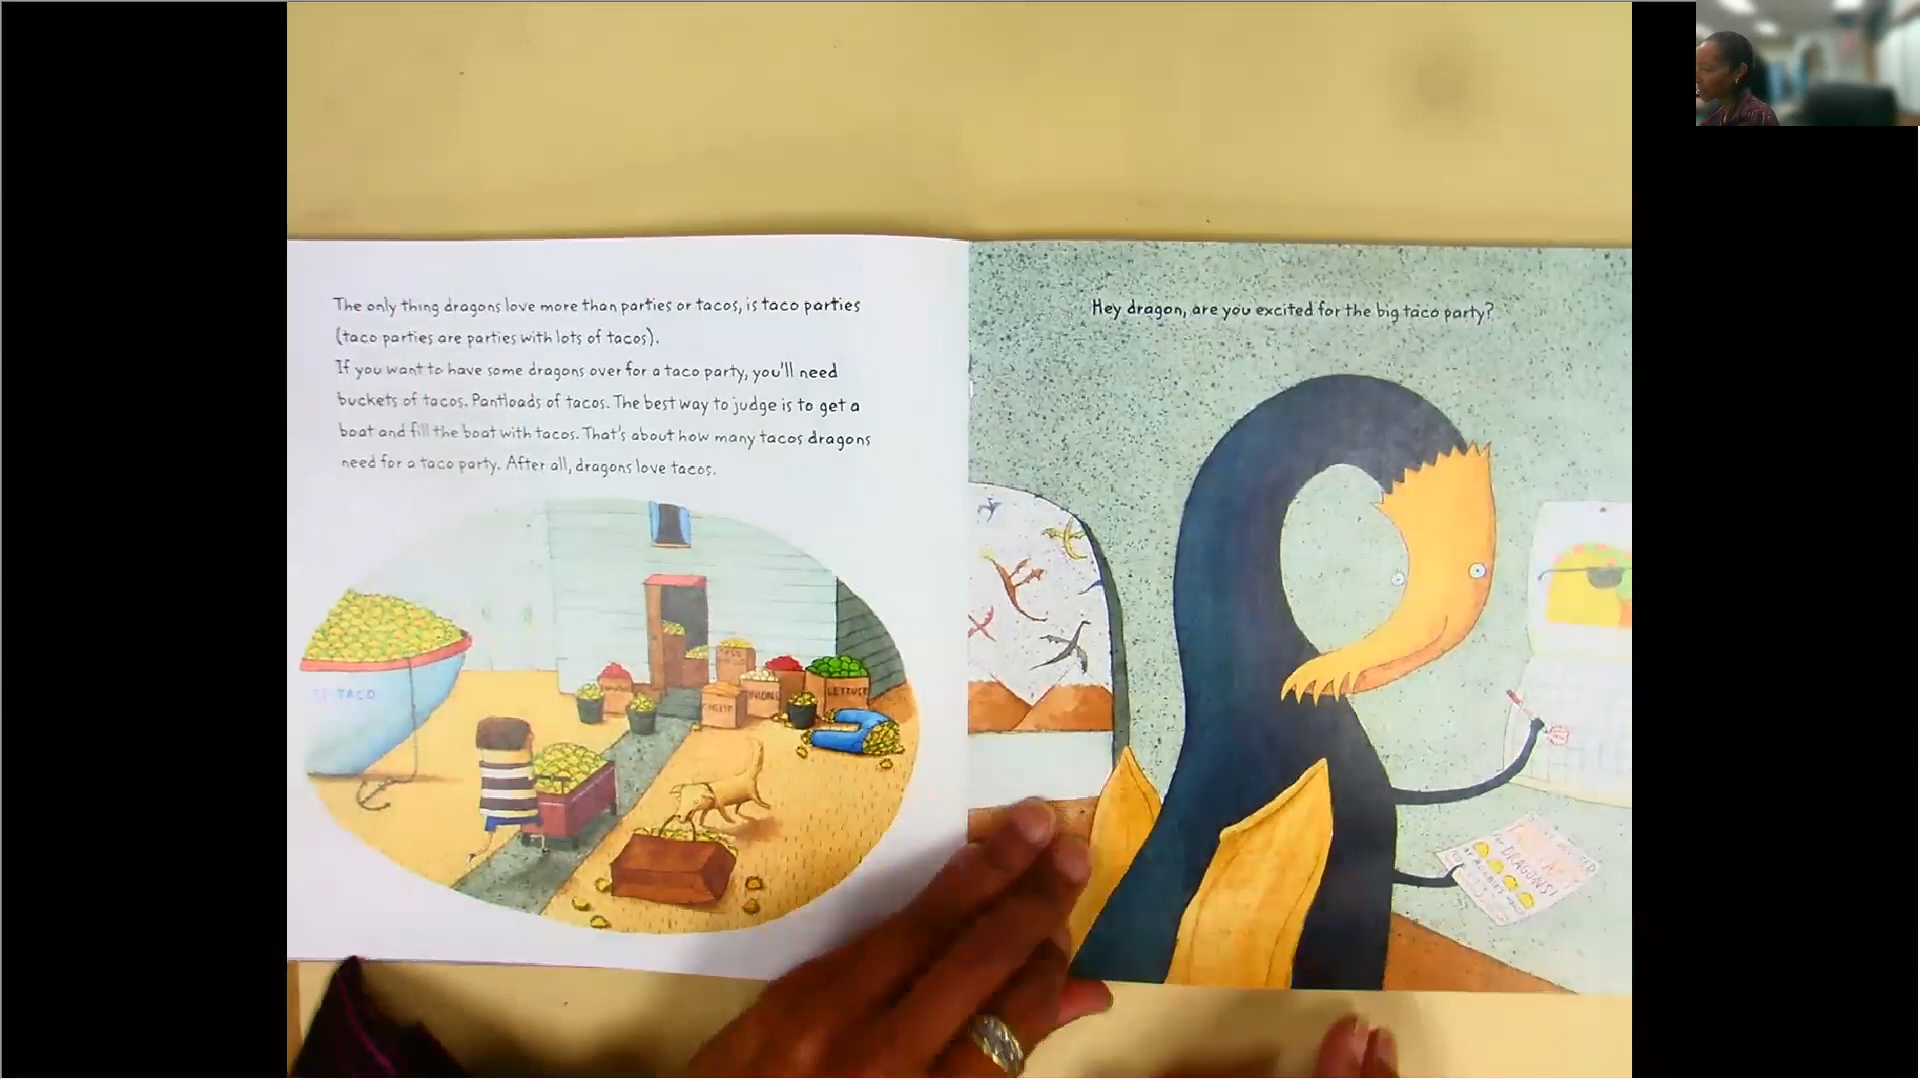 The only thing dragons love more than parties or tacos, is taco parties
(taco parties are parties with lots of tacos).
If you want to have some dragons over for a taco party, you'll need
buckets of tacos. Pantloads of tacos. The best way to judge is to get a
boat and fill the boat with tacos. That's about how many tacos dragons
need for a taco party. After all, dragons love tacos.
TACO
CHEESE
ONIONS
LETTUCE
Hey dragon, are you excited for the big taco party?
DRAGONS!